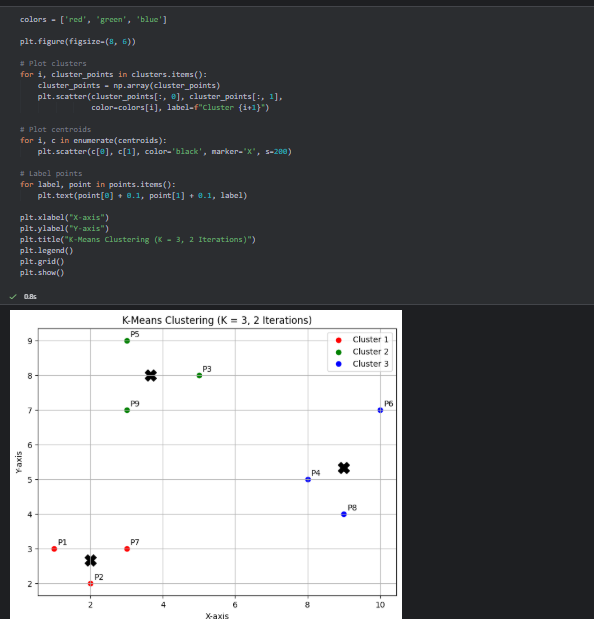 colors = ['red', 'green', 'blue']
plt.figure(figsize=(8, 6))
# Plot clusters
for i, cluster_points in clusters.items():
    cluster_points = np.array(cluster_points)
    plt.scatter(cluster_points[:, 0], cluster_points[:, 1],
                color=colors[i], label=f"Cluster {i+1}")
# Plot centroids
for i, c in enumerate(centroids):
    plt.scatter(c[0], c[1], color='black', marker='X', s=200)
# Label points
for label, point in points.items():
    plt.text(point[0] + 0.1, point[1] + 0.1, label)
plt.xlabel("X-axis")
plt.ylabel("Y-axis")
plt.title("K-Means Clustering (K = 3, 2 Iterations)")
plt.legend()
plt.grid()
plt.show()
✓ 0.8s
K-Means Clustering (K = 3, 2 Iterations)
Cluster 1
Cluster 2
Cluster 3
P5
P3
P9
P6
P4
P8
P1
P7
P2
9
8
7
6
5
4
3
2
Y-axis
2 4 6 8 10
X-axis